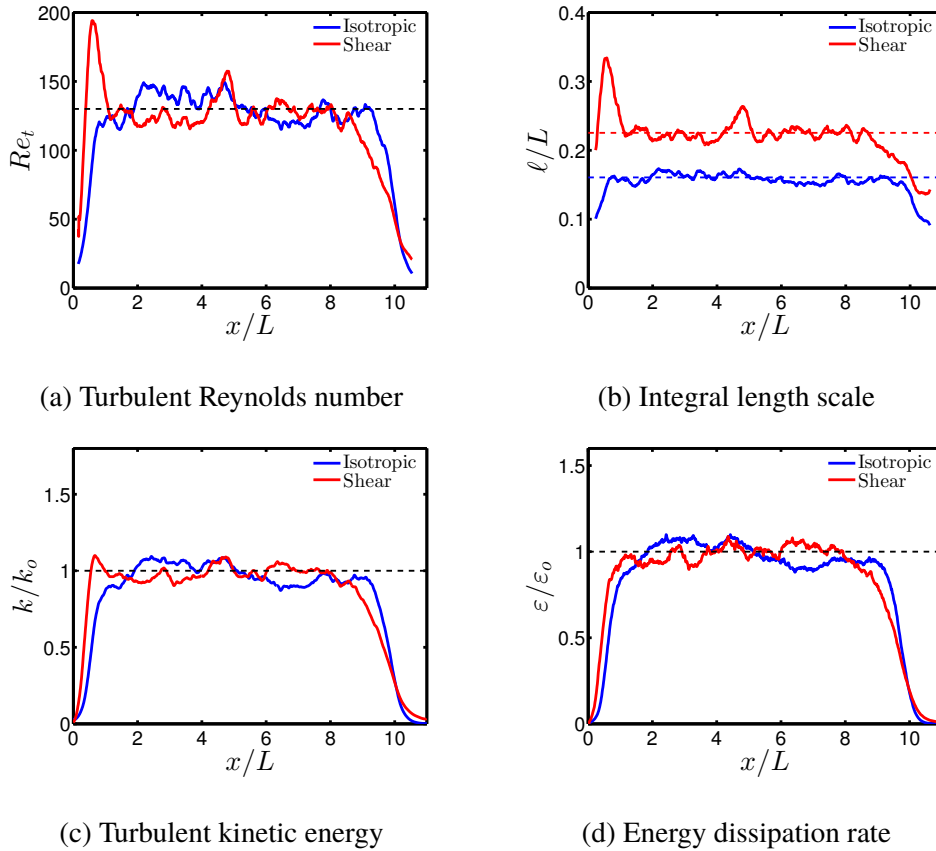 200
150
100
50
0
Re_t
Isotropic
Shear
0 2 4 6 8 10
x/L
(a) Turbulent Reynolds number
0.4
0.3
0.2
0.1
0
ℓ/L
Isotropic
Shear
0 2 4 6 8 10
x/L
(b) Integral length scale
1.5
1
0.5
0
k/k_o
Isotropic
Shear
0 2 4 6 8 10
x/L
(c) Turbulent kinetic energy
1.5
1
0.5
0
ε/ε_o
Isotropic
Shear
0 2 4 6 8 10
x/L
(d) Energy dissipation rate